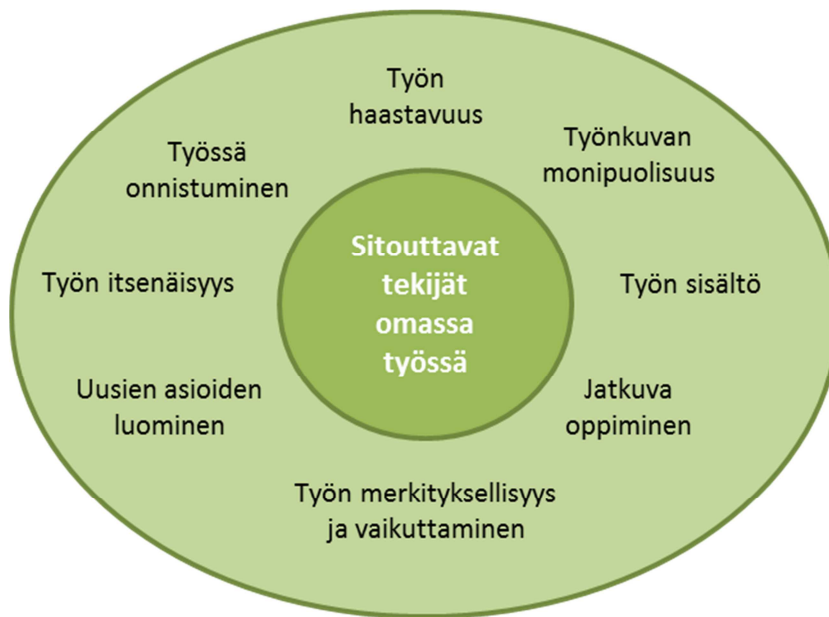 Työn
haastavuus
Työnkuvan
monipuolisuus
Työssä
onnistuminen
Sitouttavat
tekijät
omassa
työssä
Työn itsenäisyys
Työn sisältö
Uusien asioiden
luominen
Jatkuva
oppiminen
Työn merkityksellisyys
ja vaikuttaminen